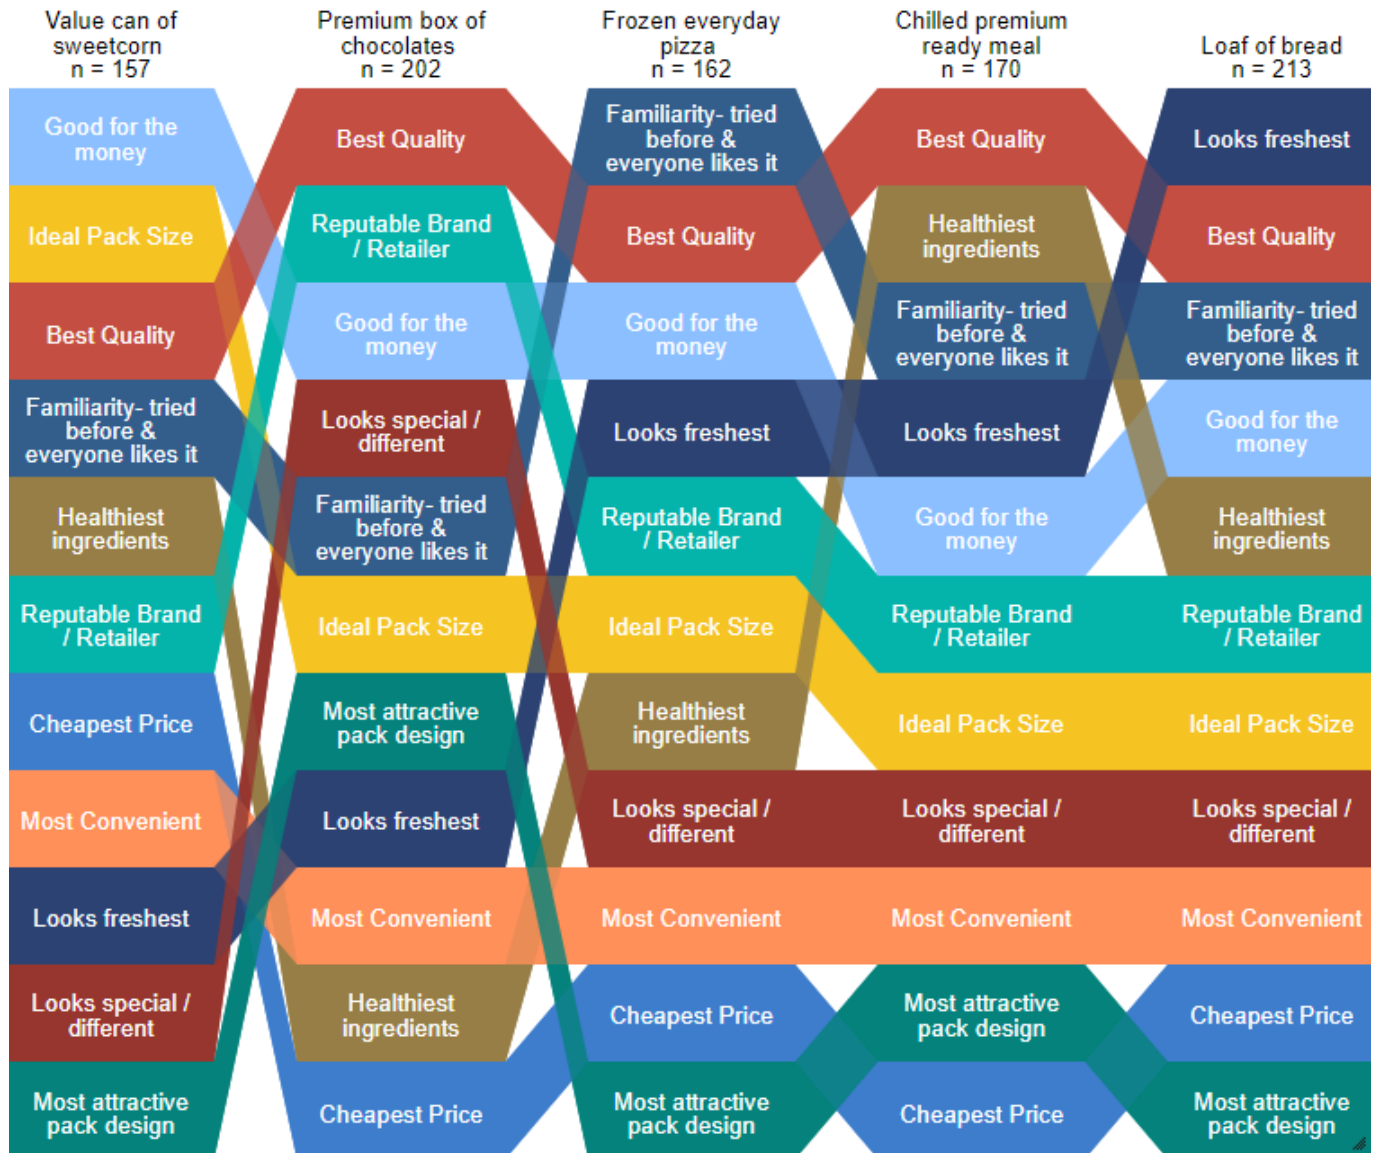 Value can of
sweetcorn
n = 157
Good for the
money
Ideal Pack Size
Best Quality
Familiarity- tried
before &
everyone likes it
Healthiest
ingredients
Reputable Brand
/ Retailer
Cheapest Price
Most Convenient
Looks freshest
Looks special /
different
Most attractive
pack design
Premium box of
chocolates
n = 202
Best Quality
Reputable Brand
/ Retailer
Good for the
money
Looks special /
different
Familiarity- tried
before &
everyone likes it
Ideal Pack Size
Most attractive
pack design
Looks freshest
Most Convenient
Healthiest
ingredients
Cheapest Price
Frozen everyday
pizza
n = 162
Familiarity- tried
before &
everyone likes it
Best Quality
Good for the
money
Looks freshest
Reputable Brand
/ Retailer
Ideal Pack Size
Healthiest
ingredients
Looks special /
different
Most Convenient
Cheapest Price
Most attractive
pack design
Chilled premium
ready meal
n = 170
Best Quality
Healthiest
ingredients
Familiarity- tried
before &
everyone likes it
Looks freshest
Good for the
money
Reputable Brand
/ Retailer
Ideal Pack Size
Looks special /
different
Most Convenient
Most attractive
pack design
Cheapest Price
Loaf of bread
n = 213
Looks freshest
Best Quality
Familiarity- tried
before &
everyone likes it
Good for the
money
Healthiest
ingredients
Reputable Brand
/ Retailer
Ideal Pack Size
Looks special /
different
Most Convenient
Cheapest Price
Most attractive
pack design